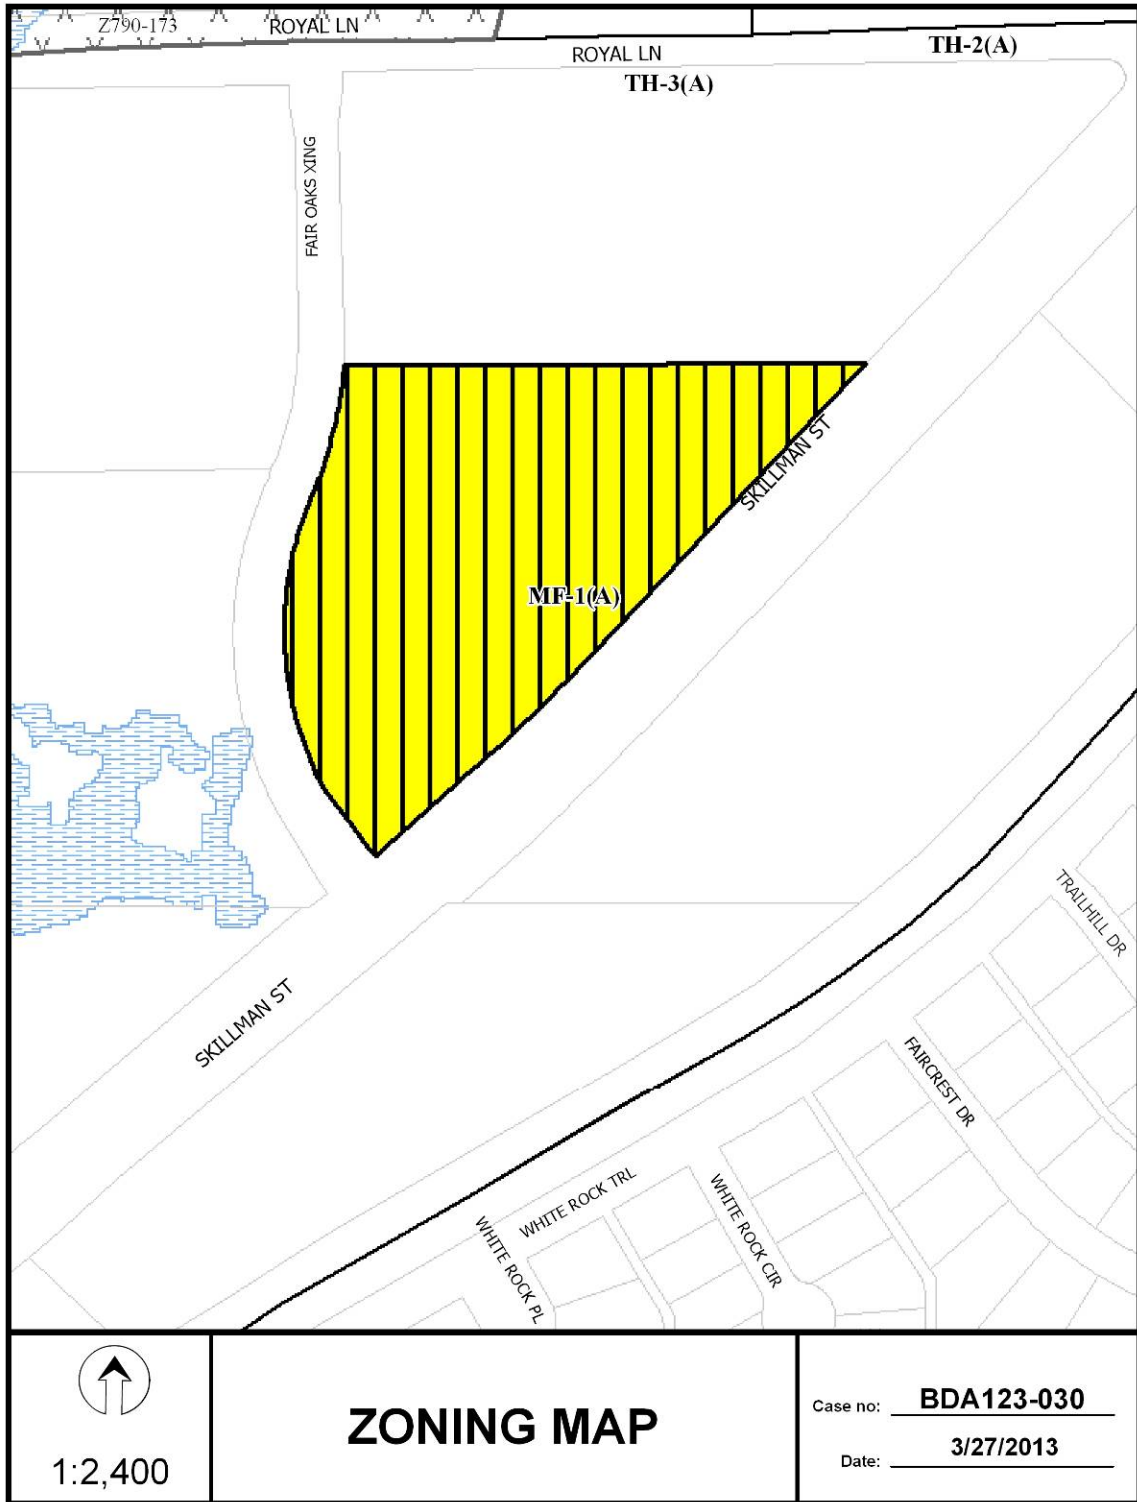 Z790-173
ROYAL LN
ROYAL LN
TH-2(A)
TH-3(A)
FAIR OAKS XING
SKILLMAN ST
MF-1(A)
TRAILHILL DR
SKILLMAN ST
FAIRCREST DR
WHITE ROCK TRL
WHITE ROCK CIR
WHITE ROCK PL
1:2,400
ZONING MAP
Case no: BDA123-030
Date: 3/27/2013